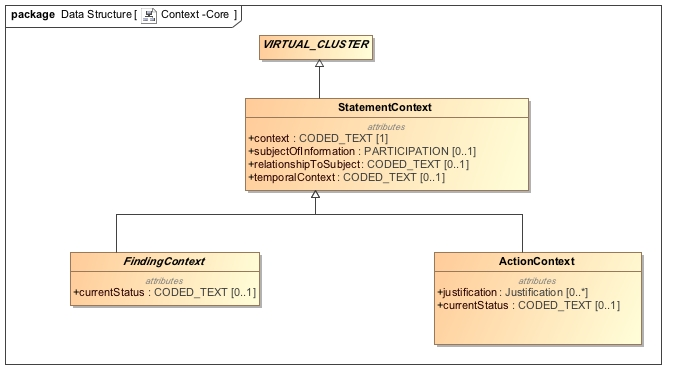 package Data Structure [ Context -Core ]
VIRTUAL_CLUSTER
StatementContext
attributes
+context : CODED_TEXT [1]
+subjectOfInformation : PARTICIPATION [0..1]
+relationshipToSubject : CODED_TEXT [0..1]
+temporalContext : CODED_TEXT [0..1]
FindingContext
attributes
+currentStatus : CODED_TEXT [0..1]
ActionContext
attributes
+justification : Justification [0..*]
+currentStatus : CODED_TEXT [0..1]